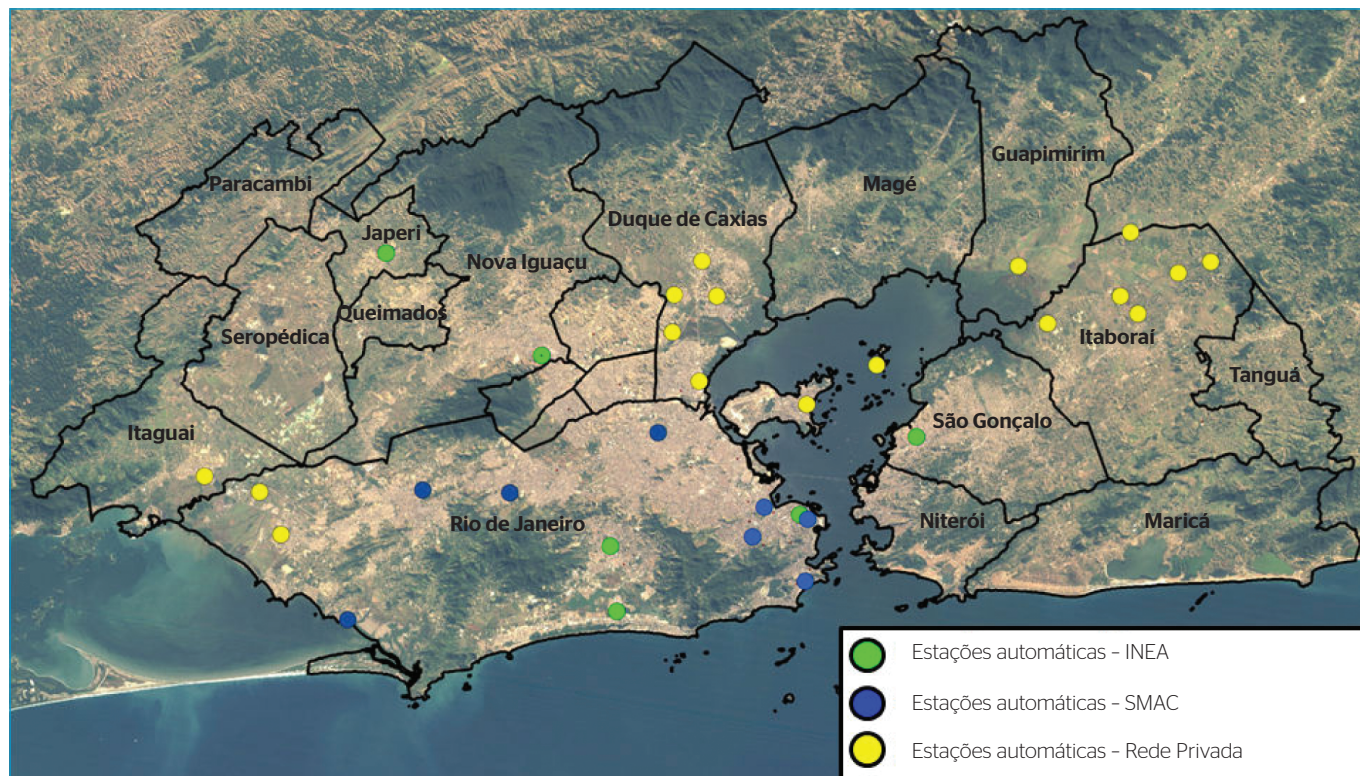 Guapimirim
Paracambi
Magé
Duque de Caxias
Japeri
Nova Iguaçu
Queimados
Seropédica
Itaboraí
Tanguá
São Gonçalo
Itaguai
Rio de Janeiro
Niterói
Maricá
Estações automáticas - INEA
Estações automáticas - SMAC
Estações automáticas - Rede Privada